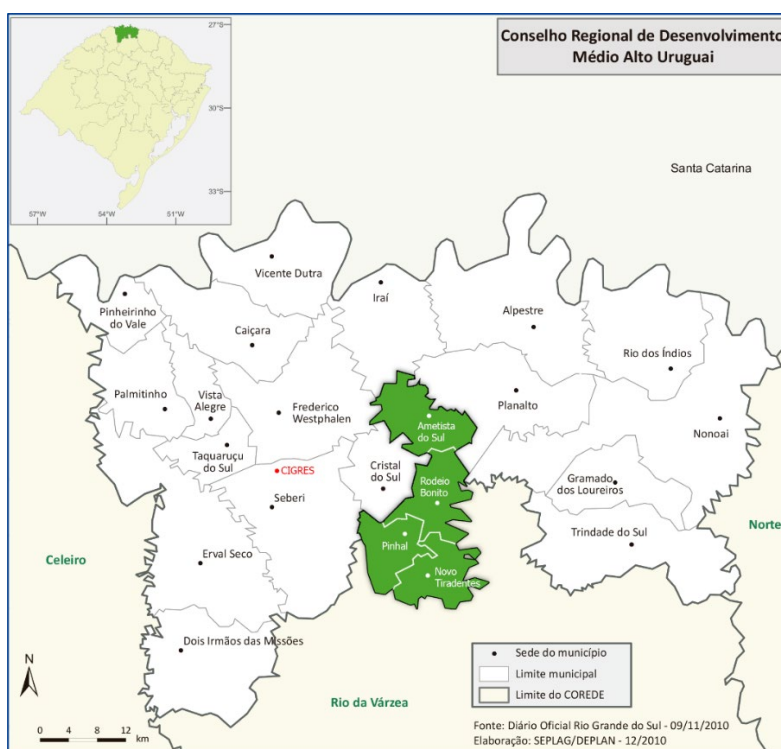 Conselho Regional de Desenvolvimento
Médio Alto Uruguai
27°S
30°S
33°S
57°W
54°W
51°W
Santa Catarina
Vicente Dutra
Iraí
Pinheirinho
do Vale
Alpestre
Caiçara
Rio dos Índios
Palmitinho
Vista
Alegre
Frederico
Westphalen
Planalto
Ametista
do Sul
Nonoai
Taquaruçu
do Sul
CIGRES
Cristal
do Sul
Rodeio
Bonito
Gramado
dos Loureiros
Seberi
Norte
Trindade do Sul
Pinhal
Celeiro
Erval Seco
Novo
Tiradentes
Dois Irmãos das Missões
Sede do município
Limite municipal
Limite do COREDE
N
Rio da Várzea
0 4 8 12
km
Fonte: Diário Oficial Rio Grande do Sul - 09/11/2010
Elaboração: SEPLAG/DEPLAN - 12/2010